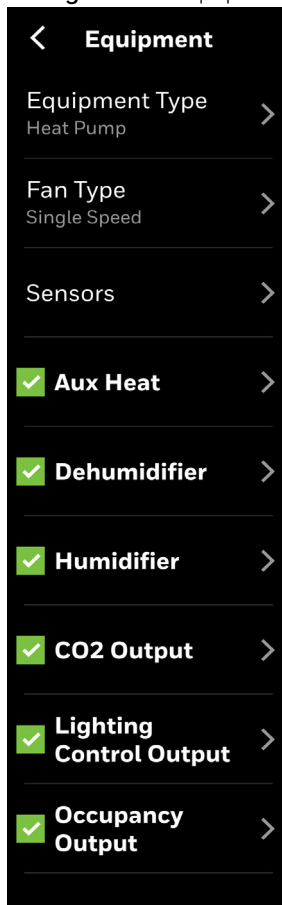 Equipment
Equipment Type
Heat Pump
Fan Type
Single Speed
Sensors
Aux Heat
Dehumidifier
Humidifier
CO2 Output
Lighting
Control Output
Occupancy
Output